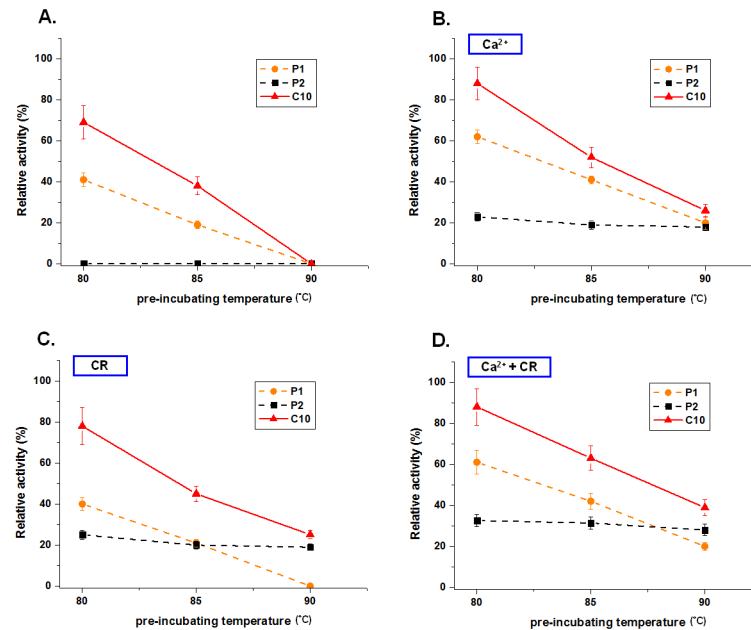 A.
100
80
60
40
20
0
Relative activity (%)
P1
P2
C10
80
85
90
pre-incubating temperature (˚C)
B.
Ca²⁺
100
80
60
40
20
0
Relative activity (%)
P1
P2
C10
80
85
90
pre-incubating temperature (˚C)
C.
CR
100
80
60
40
20
0
Relative activity (%)
P1
P2
C10
80
85
90
pre-incubating temperature (˚C)
D.
Ca²⁺ + CR
100
80
60
40
20
0
Relative activity (%)
P1
P2
C10
80
85
90
pre-incubating temperature (˚C)